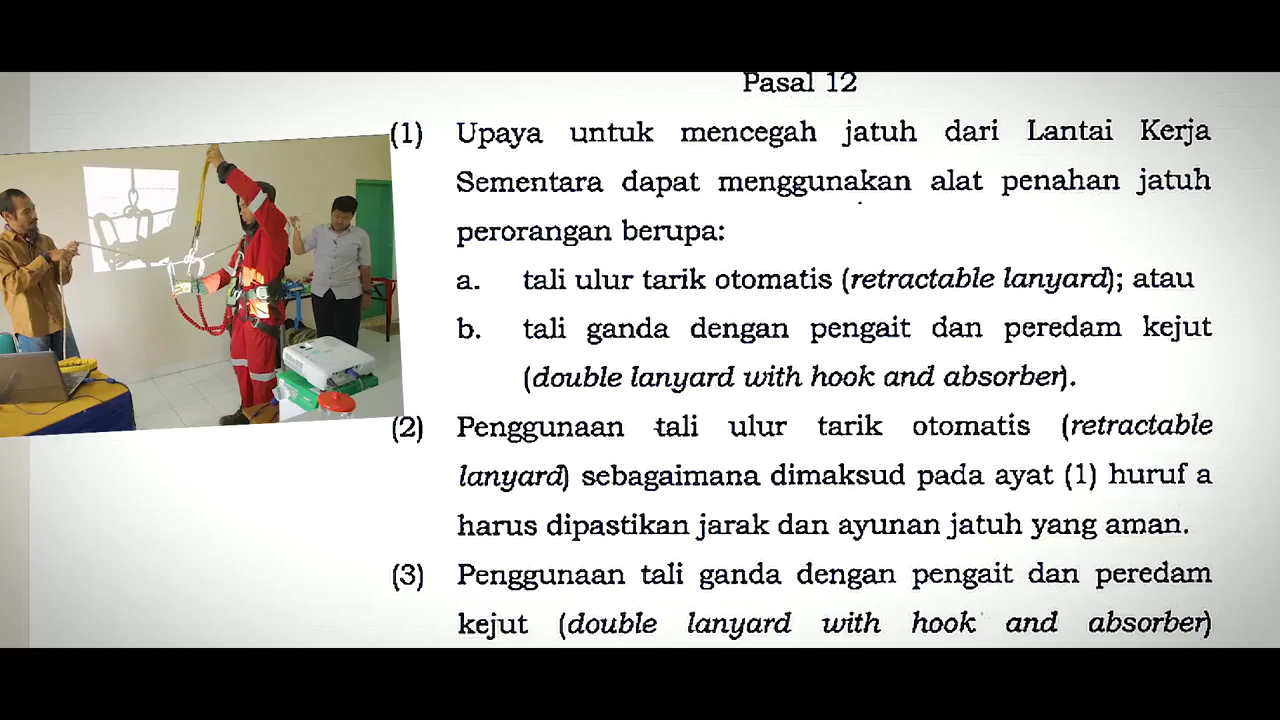 Pasal 12
(1) Upaya untuk mencegah jatuh dari Lantai Kerja
Sementara dapat menggunakan alat penahan jatuh
perorangan berupa:
a. tali ulur tarik otomatis (retractable lanyard); atau
b. tali ganda dengan pengait dan peredam kejut
(double lanyard with hook and absorber).
(2) Penggunaan tali ulur tarik otomatis (retractable
lanyard) sebagaimana dimaksud pada ayat (1) huruf a
harus dipastikan jarak dan ayunan jatuh yang aman.
(3) Penggunaan tali ganda dengan pengait dan peredam
kejut (double lanyard with hook and absorber)